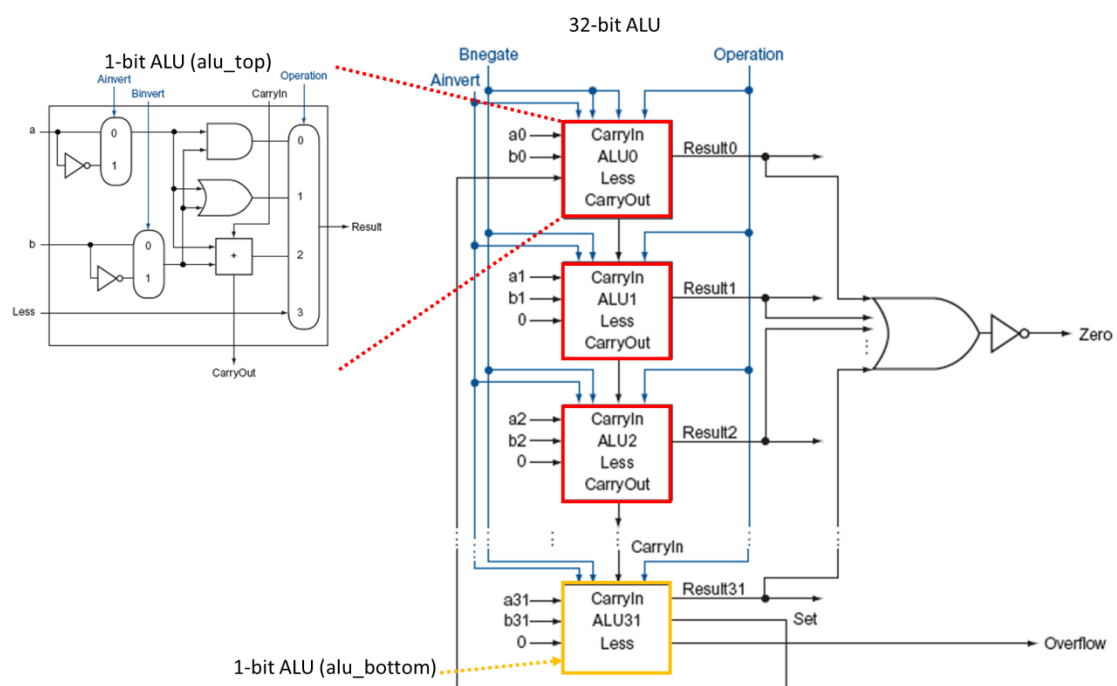 32-bit ALU
1-bit ALU (alu_top)
Ainvert
Binvert
Operation
CarryIn
a
0
1
b
0
1
Less
+
0
1
2
3
Result
CarryOut
Bnegate
Ainvert
Operation
a0
b0
CarryIn
ALU0
Less
CarryOut
Result0
a1
b1
0
CarryIn
ALU1
Less
CarryOut
Result1
a2
b2
0
CarryIn
ALU2
Less
CarryOut
Result2
Zero
CarryIn
a31
b31
0
CarryIn
ALU31
Less
Result31
Set
Overflow
1-bit ALU (alu_bottom)